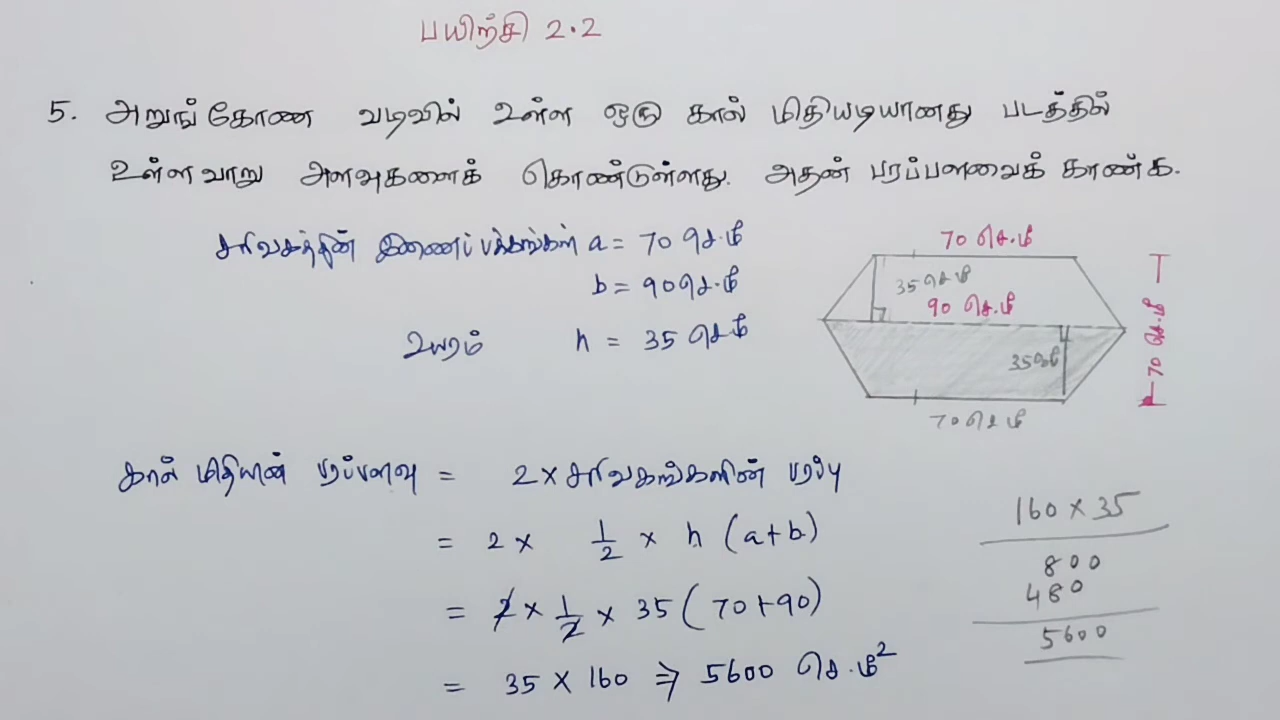 பயிற்சி 2.2
5. அறுங்கோண வடிவில் உள்ள ஒரு கால் மிதியடியானது படத்தில்
உள்ளவாறு அளவுகளைக் கொண்டுள்ளது. அதன் பரப்பளவைக் காண்க.
சரிவகத்தின் இணைப் பக்கங்கள் a = 70 செ.மீ
b = 90செ.மீ
உயரம் h = 35 செ.மீ
70 செ.மீ
35செ.மீ
90 செ.மீ
35செ.மீ
70 செ.மீ
70 செ.மீ
கால் மிதியின் பரப்பளவு = 2 × சரிவகங்களின் பரப்பு
= 2 × 1/2 × h (a+b)
= 2 × 1/2 × 35 (70+90)
= 35 × 160 ⇒ 5600 செ.மீ²
160 × 35
800
480
5600